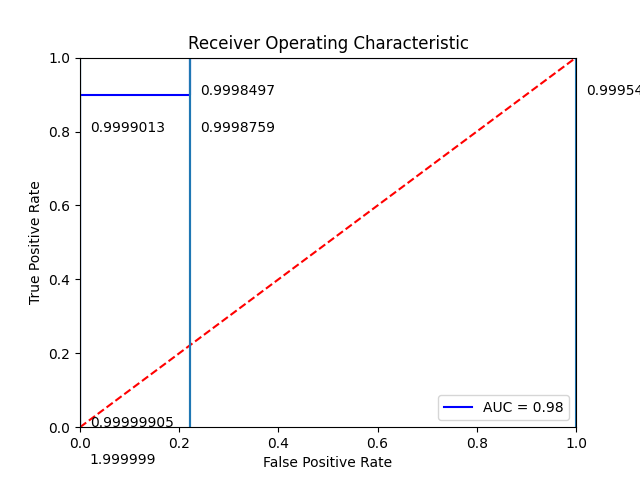 Receiver Operating Characteristic
1.0
0.9998497
0.99954
0.9999013
0.9998759
0.8
0.6
True Positive Rate
0.4
0.2
AUC = 0.98
0.99999905
0.0
0.0 0.2 0.4 0.6 0.8 1.0
1.999999
False Positive Rate